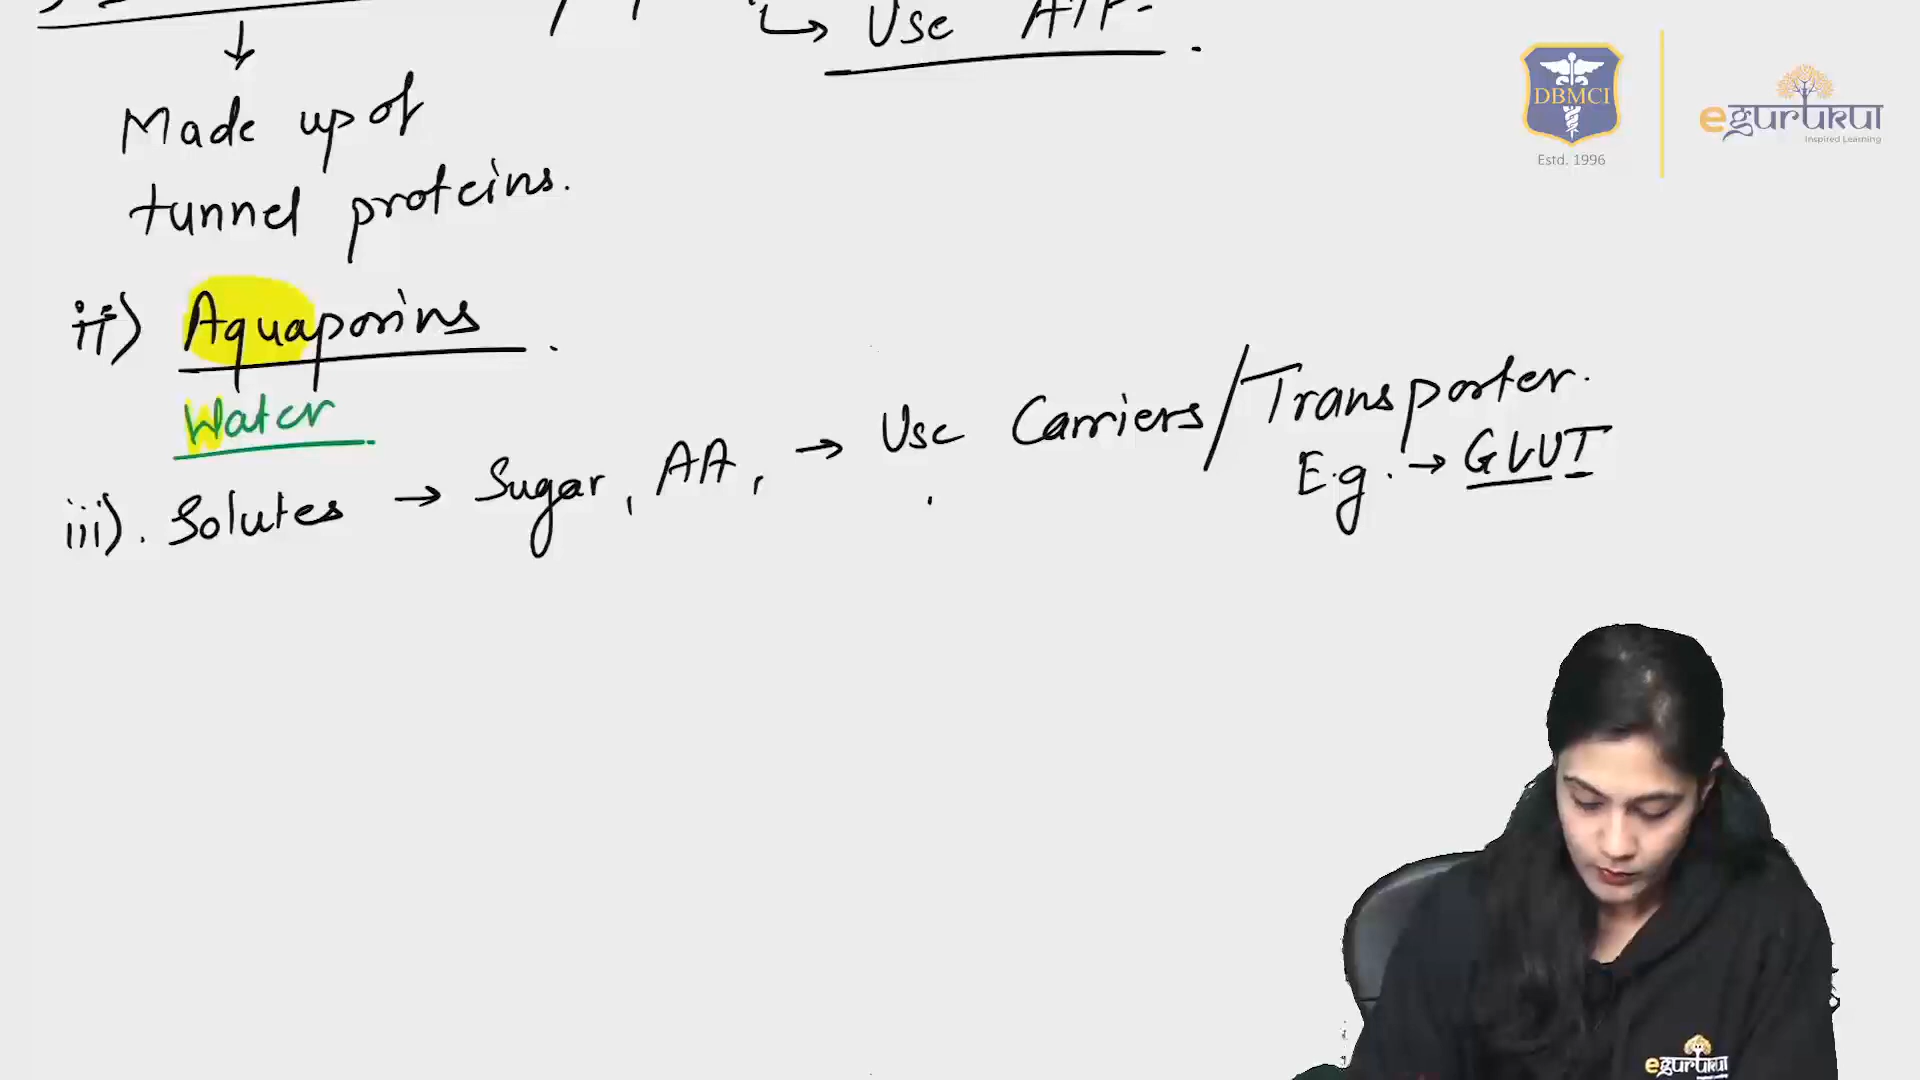 Use ATP.
Made up of
tunnel proteins.
ii) Aquaporins.
Water
iii). Solutes → Sugar, AA, → Use Carriers/Transporter.
E.g. → GLUT
DBMCI
Estd. 1996
egurukul
Inspired Learning
egurukul